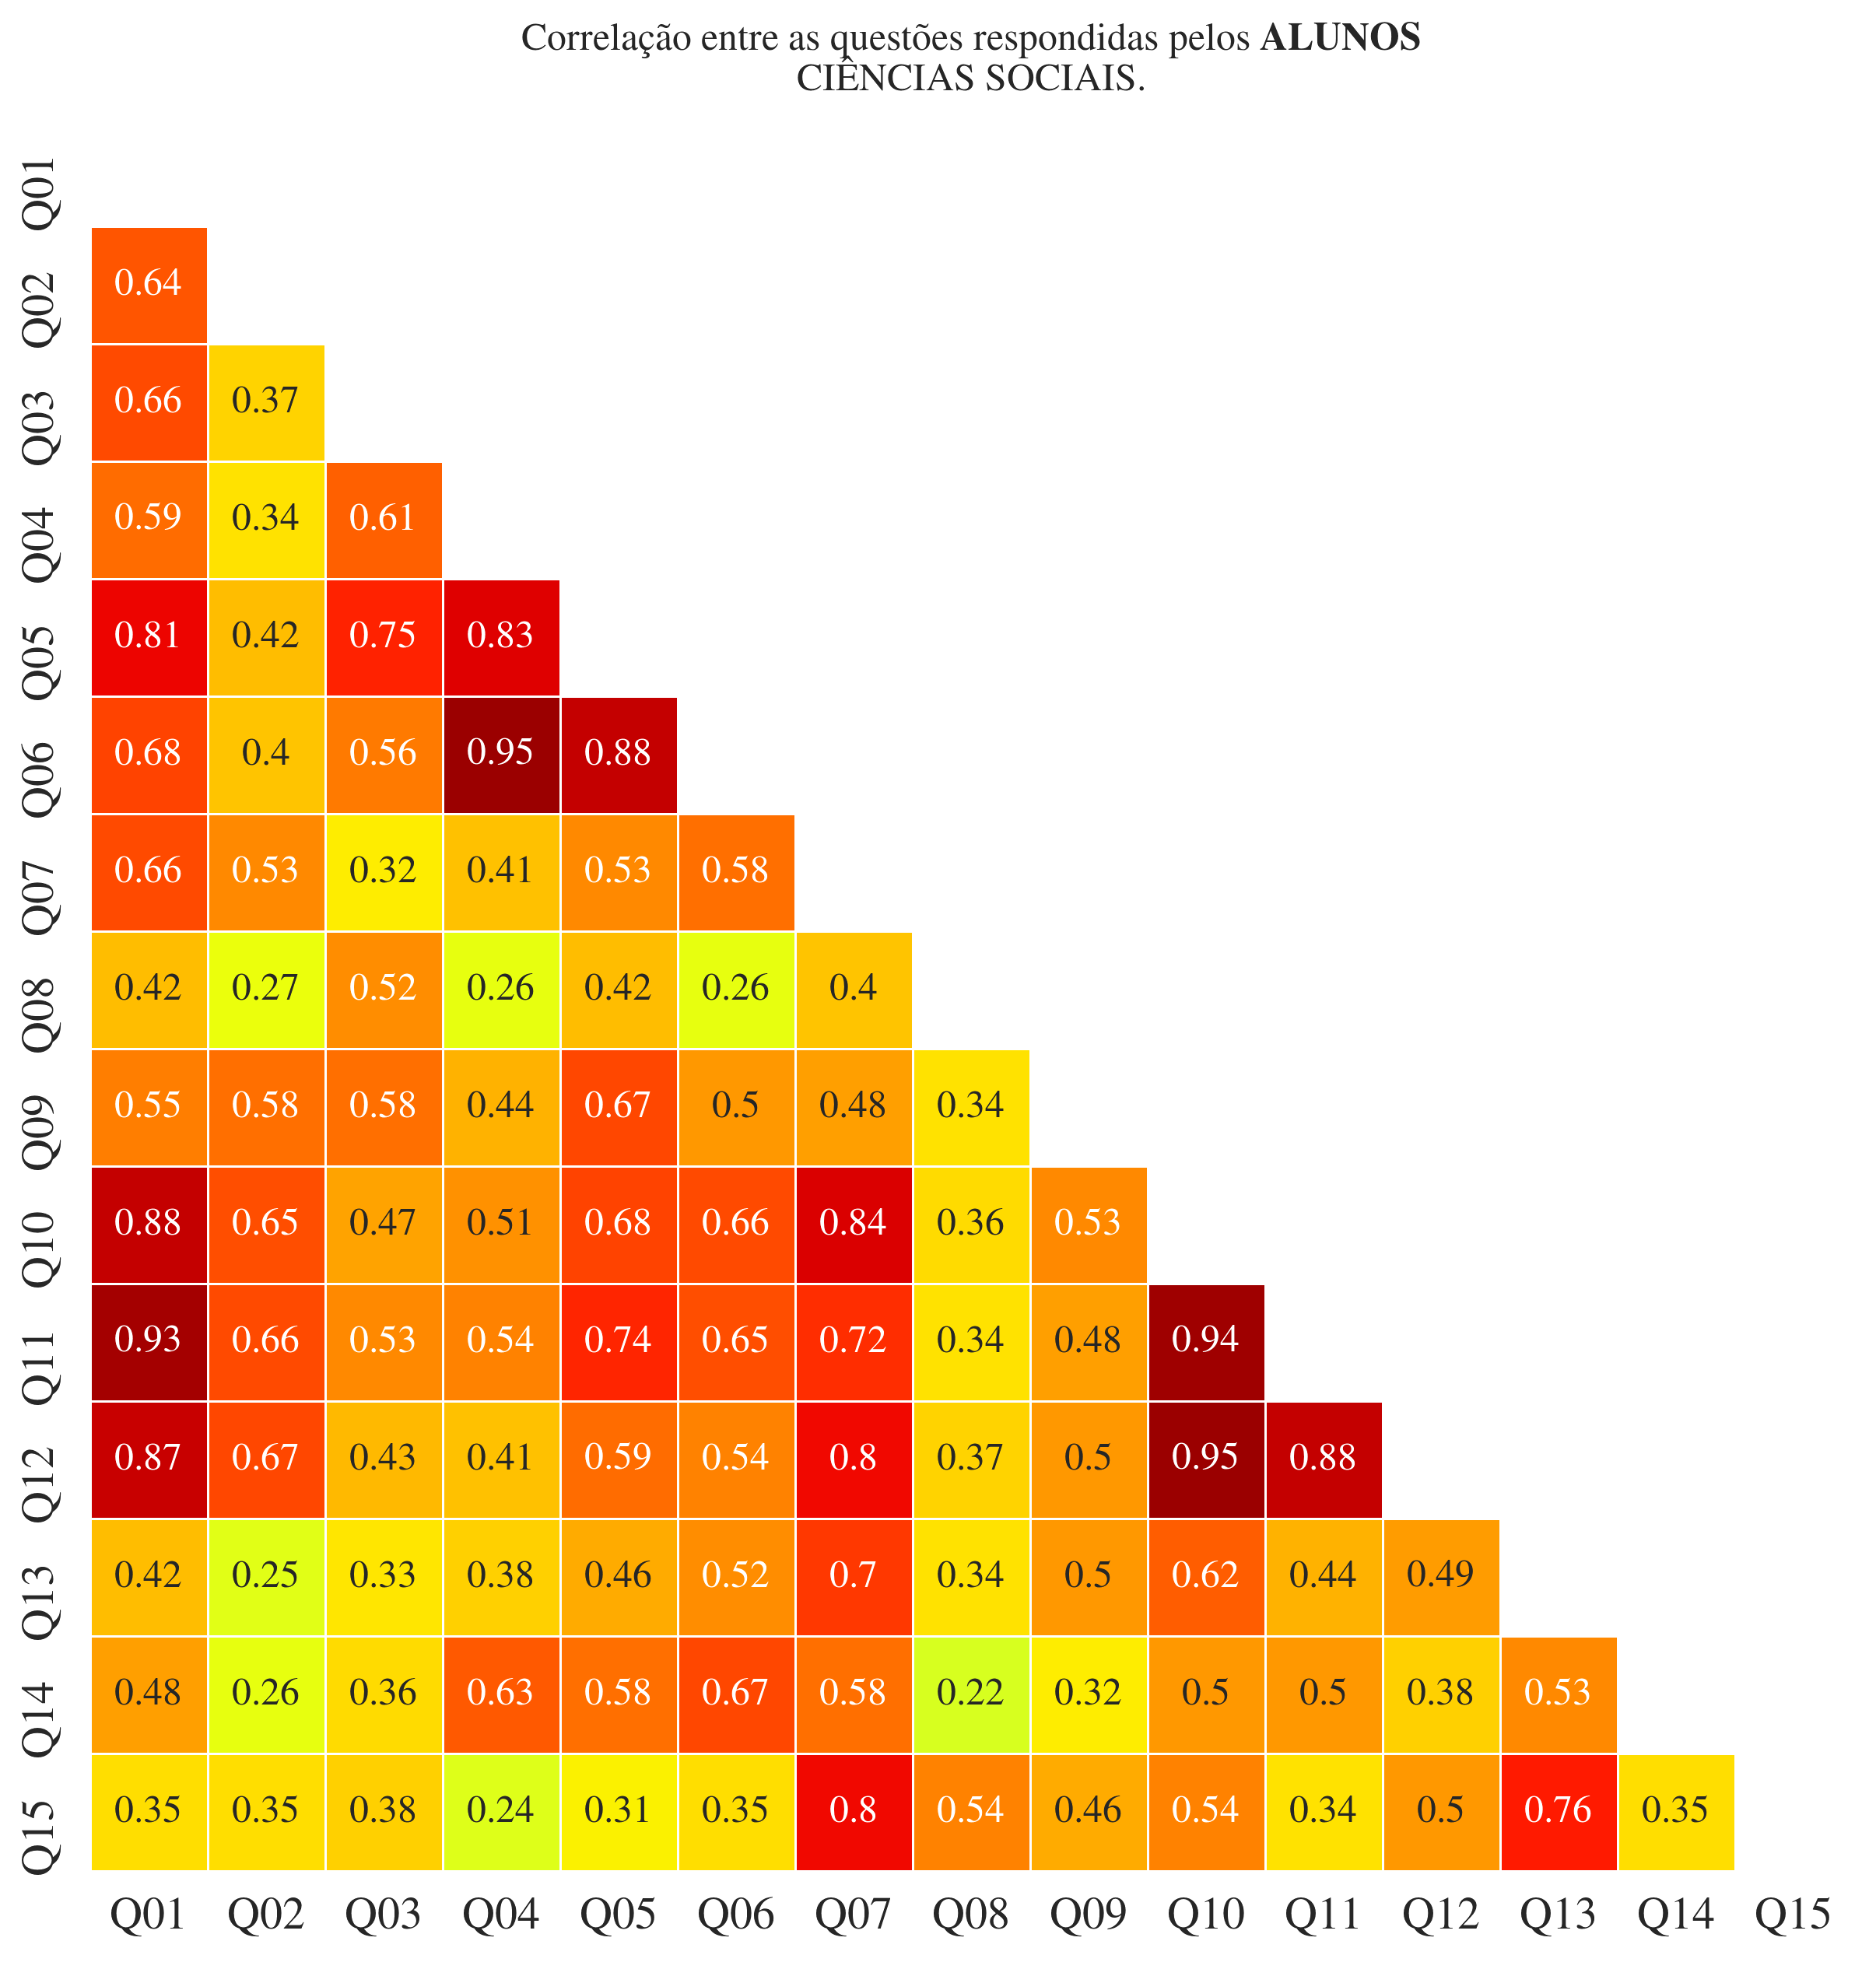 Correlação entre as questões respondidas pelos ALUNOS
CIÊNCIAS SOCIAIS.
Q01
Q02 0.64
Q03 0.66 0.37
Q04 0.59 0.34 0.61
Q05 0.81 0.42 0.75 0.83
Q06 0.68 0.4 0.56 0.95 0.88
Q07 0.66 0.53 0.32 0.41 0.53 0.58
Q08 0.42 0.27 0.52 0.26 0.42 0.26 0.4
Q09 0.55 0.58 0.58 0.44 0.67 0.5 0.48 0.34
Q10 0.88 0.65 0.47 0.51 0.68 0.66 0.84 0.36 0.53
Q11 0.93 0.66 0.53 0.54 0.74 0.65 0.72 0.34 0.48 0.94
Q12 0.87 0.67 0.43 0.41 0.59 0.54 0.8 0.37 0.5 0.95 0.88
Q13 0.42 0.25 0.33 0.38 0.46 0.52 0.7 0.34 0.5 0.62 0.44 0.49
Q14 0.48 0.26 0.36 0.63 0.58 0.67 0.58 0.22 0.32 0.5 0.5 0.38 0.53
Q15 0.35 0.35 0.38 0.24 0.31 0.35 0.8 0.54 0.46 0.54 0.34 0.5 0.76 0.35
Q01 Q02 Q03 Q04 Q05 Q06 Q07 Q08 Q09 Q10 Q11 Q12 Q13 Q14 Q15